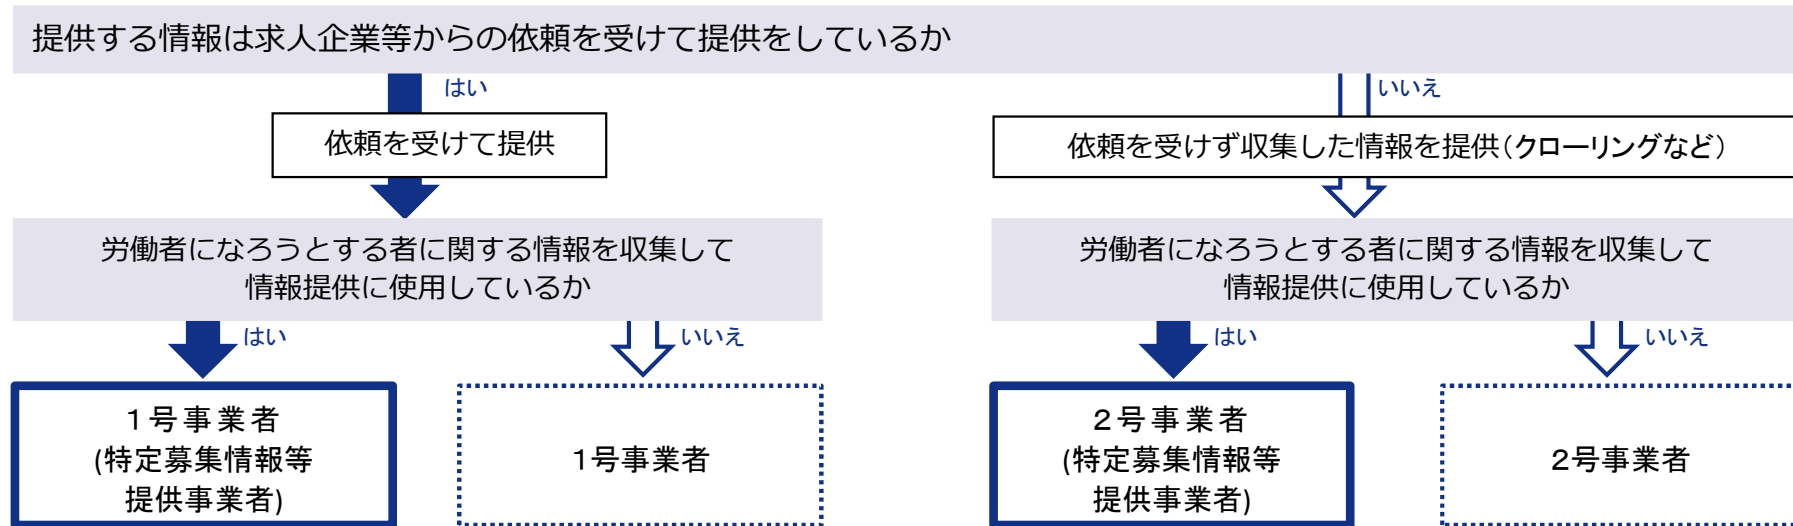 提供する情報は求人企業等からの依頼を受けて提供をしているか
はい
いいえ
依頼を受けて提供
依頼を受けず収集した情報を提供(クローリングなど)
労働者になろうとする者に関する情報を収集して
情報提供に使用しているか
労働者になろうとする者に関する情報を収集して
情報提供に使用しているか
はい
いいえ
はい
いいえ
1号事業者
(特定募集情報等
提供事業者)
1号事業者
2号事業者
(特定募集情報等
提供事業者)
2号事業者